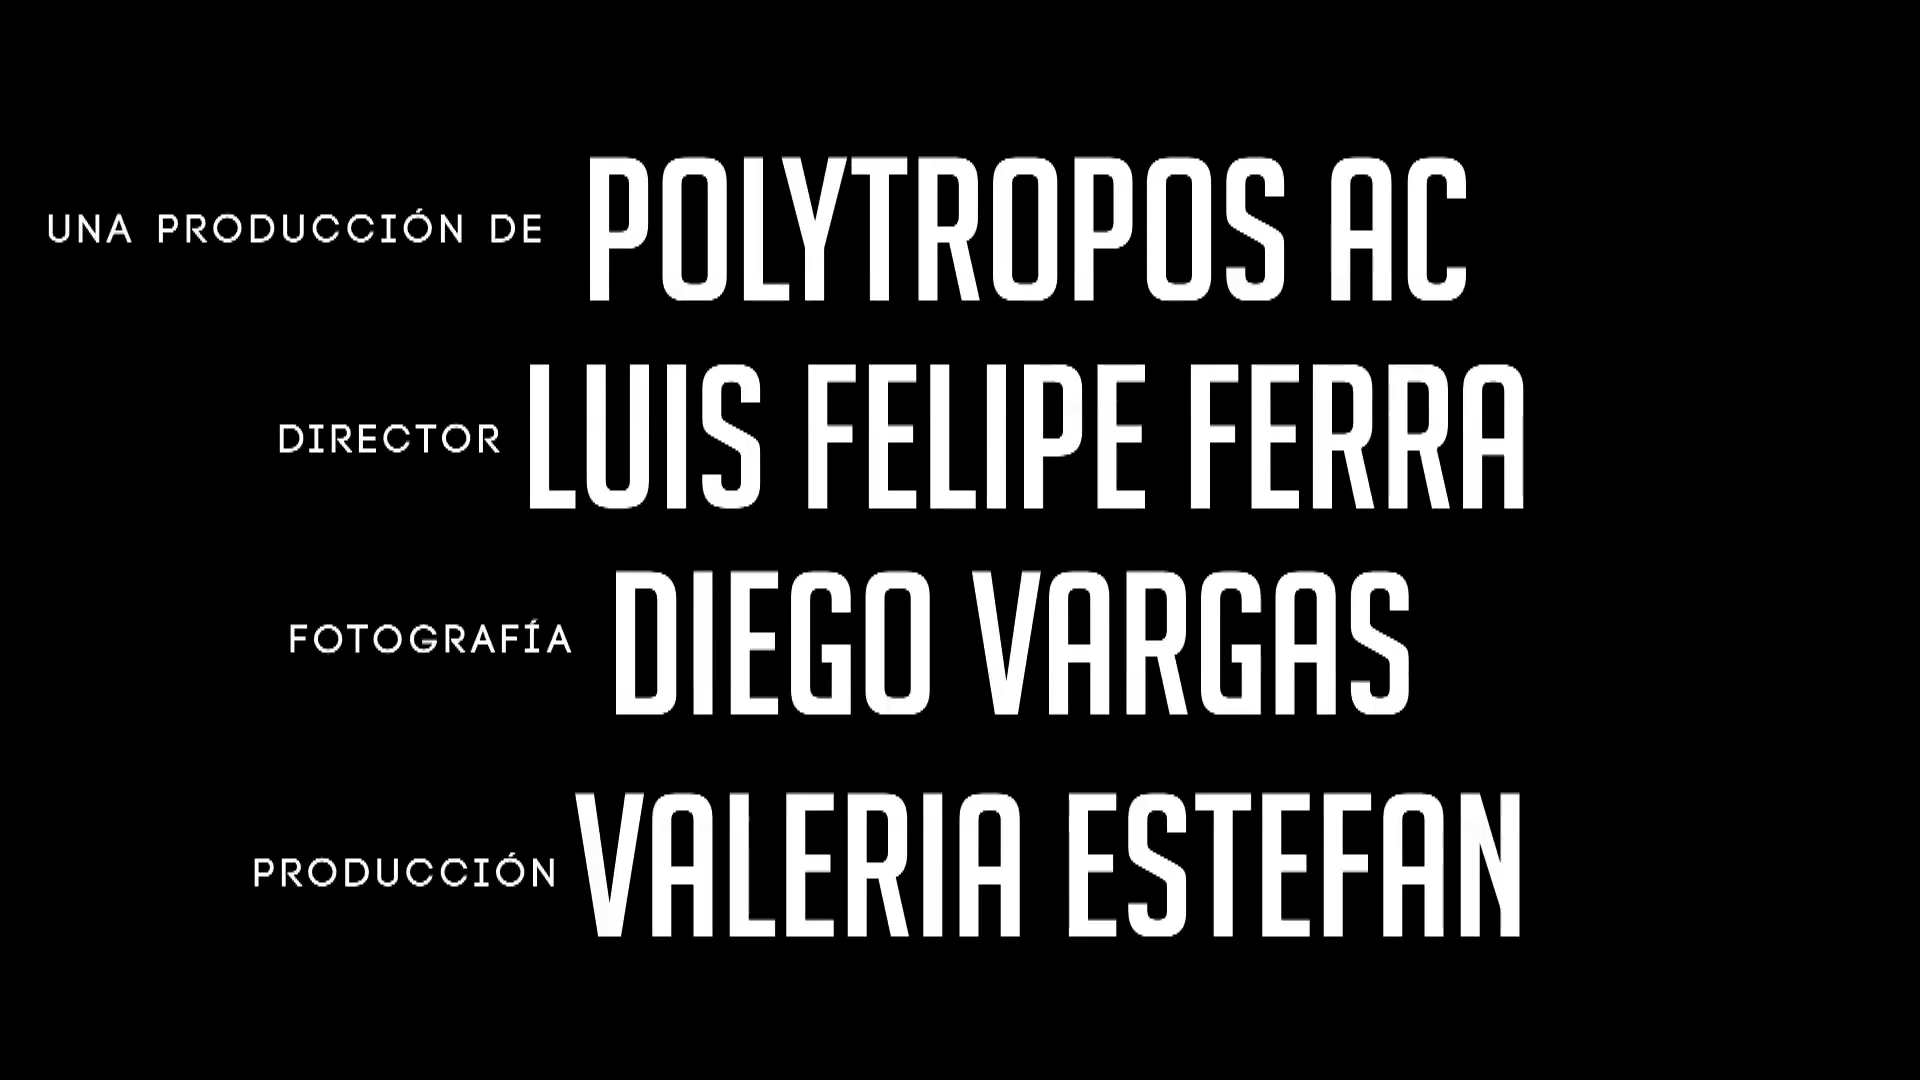 UNA PRODUCCIÓN DE POLYTROPOS AC
DIRECTOR LUIS FELIPE FERRA
FOTOGRAFÍA DIEGO VARGAS
PRODUCCIÓN VALERIA ESTEFAN